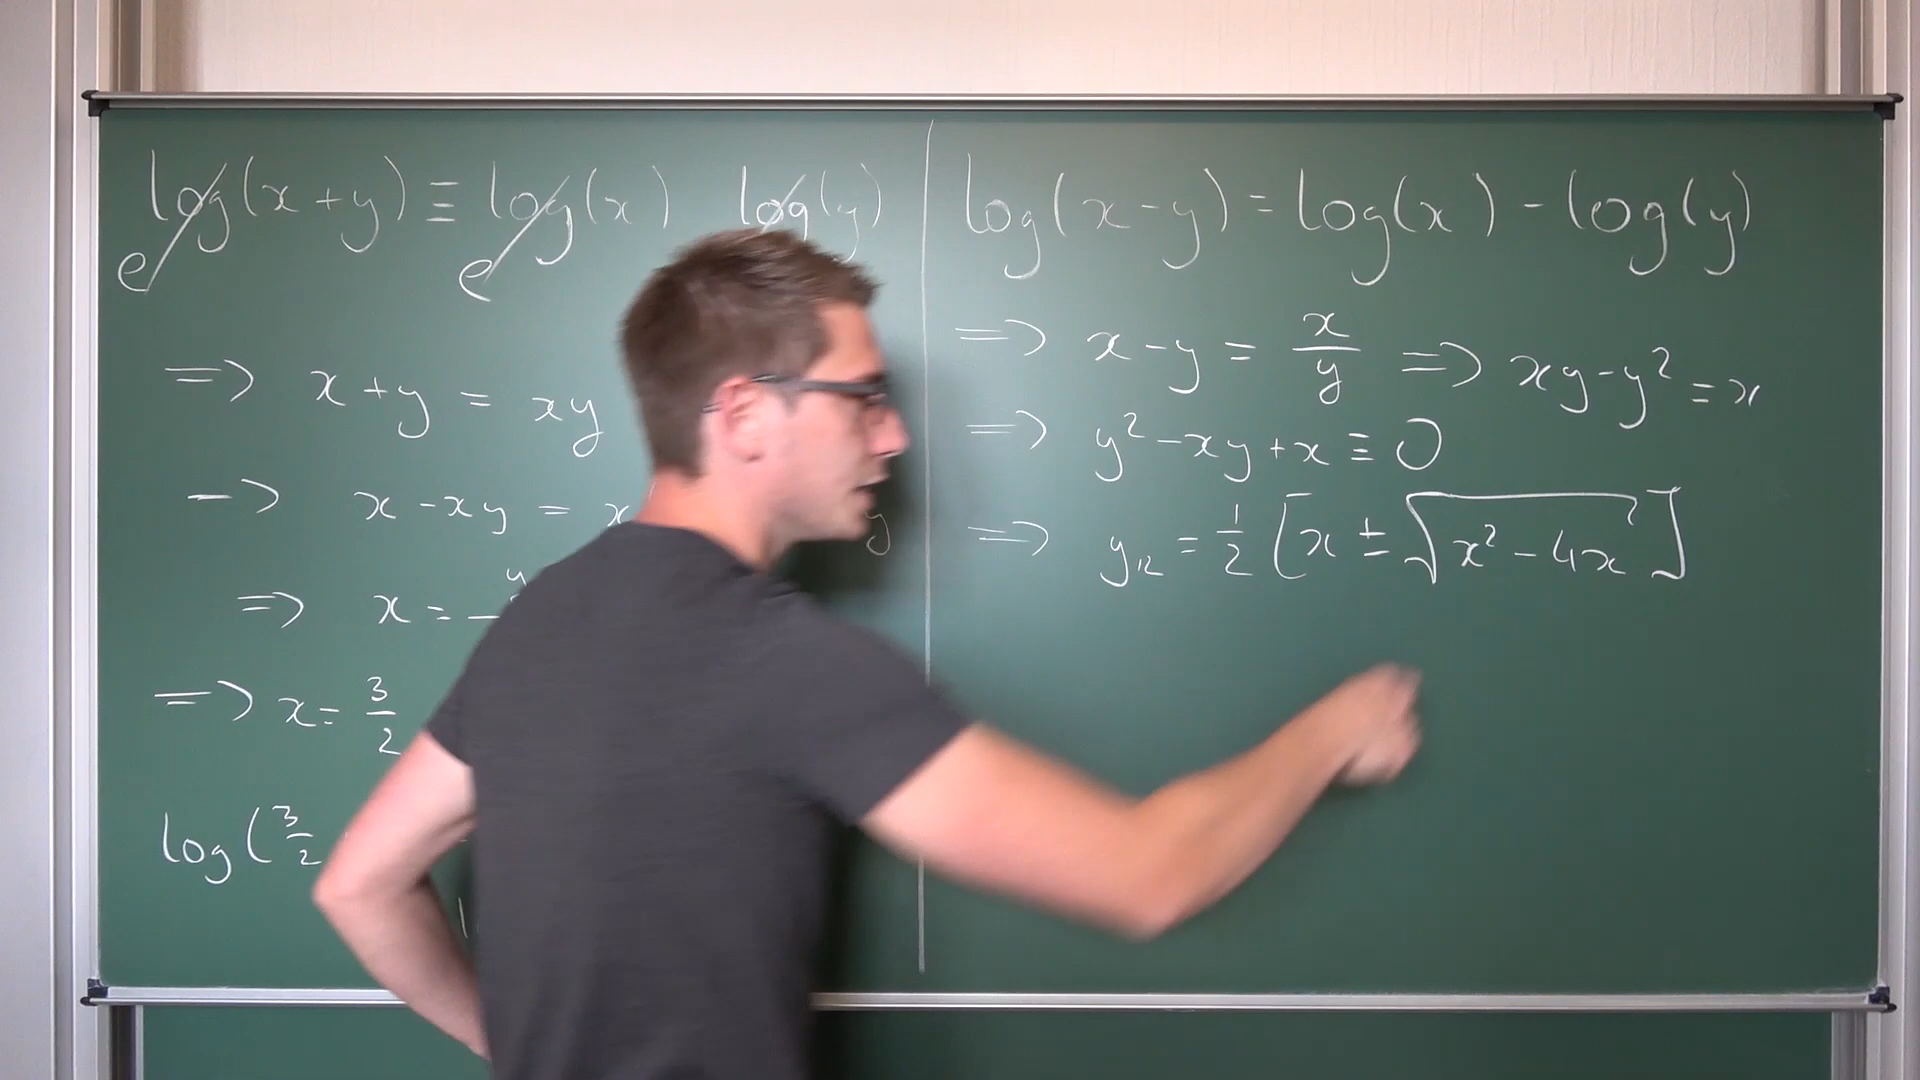 log(x + y) ≡ log(x) log(y)
e e
=> x + y = xy
-> x - xy = x y
=> x = y
=> x = 3/2
log(3/2
log(x - y) = log(x) - log(y)
=> x - y = x/y => xy - y² = x
=> y² - xy + x ≡ 0
=> y₁₂ = 1/2 [x ± √(x² - 4x)]